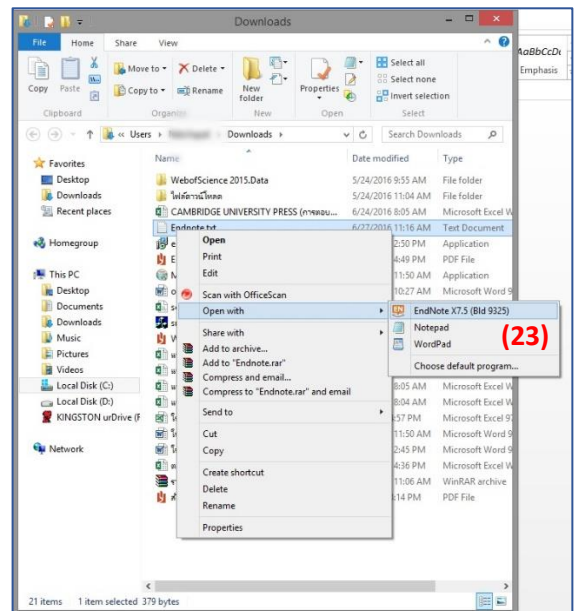 Downloads
File Home Share View
AaBbCcDı
Emphasis
Copy
Paste
Move to
Copy to
Delete
Rename
New folder
Properties
Select all
Select none
Invert selection
Clipboard
New
Open
Select
« Users
Downloads
Search Downloads
Favorites
Desktop
Downloads
Recent places
Homegroup
This PC
Desktop
Documents
Downloads
Music
Pictures
Videos
Local Disk (C:)
Local Disk (D:)
KINGSTON urDrive (F
Network
Name Date modified Type
WebofScience 2015.Data 5/24/2016 9:55 AM File folder
ไฟล์ดาวน์โหลด 5/24/2016 11:04 AM File folder
CAMBRIDGE UNIVERSITY PRESS (การตอบ... 6/24/2016 8:05 AM Microsoft Excel W
Endnote.txt 6/27/2016 11:16 AM Text Document
2:50 PM Application
4:49 PM PDF File
11:50 AM Application
10:27 AM Microsoft Word 9
8:05 AM Microsoft Excel W
8:04 AM Microsoft Excel W
:57 PM Microsoft Excel 97
11:50 AM Microsoft Word 9
2:45 PM Microsoft Word 9
4:36 PM Microsoft Excel W
11:06 AM WinRAR archive
:14 PM PDF File
Open
Print
Edit
Scan with OfficeScan
Open with
Share with
Add to archive...
Add to "Endnote.rar"
Compress and email...
Compress to "Endnote.rar" and email
Send to
Cut
Copy
Create shortcut
Delete
Rename
Properties
EndNote X7.5 (Bld 9325)
Notepad
WordPad
Choose default program...
(23)
21 items 1 item selected 379 bytes